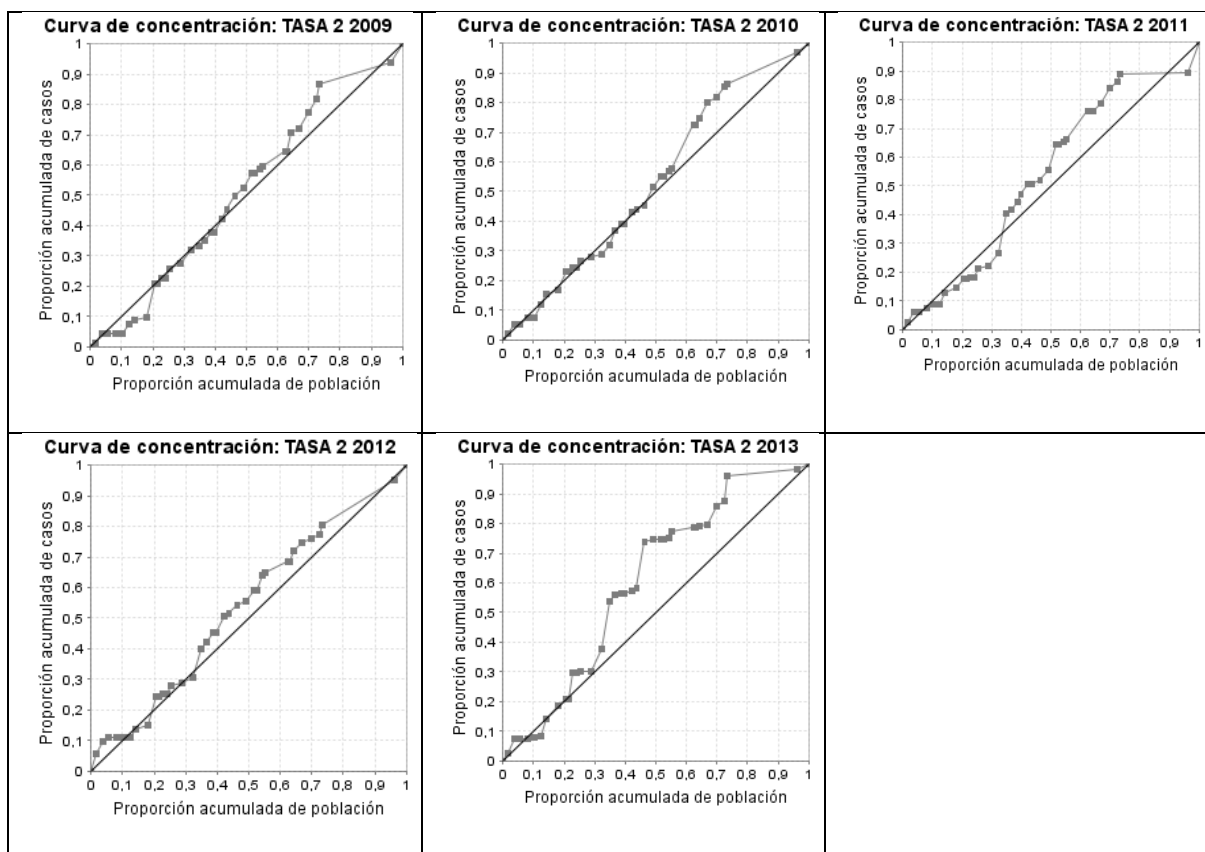 Curva de concentración: TASA 2 2009
1
0,9
0,8
0,7
0,6
0,5
0,4
0,3
0,2
0,1
0
Proporción acumulada de casos
0 0,1 0,2 0,3 0,4 0,5 0,6 0,7 0,8 0,9 1
Proporción acumulada de población
Curva de concentración: TASA 2 2010
1
0,9
0,8
0,7
0,6
0,5
0,4
0,3
0,2
0,1
0
Proporción acumulada de casos
0 0,1 0,2 0,3 0,4 0,5 0,6 0,7 0,8 0,9 1
Proporción acumulada de población
Curva de concentración: TASA 2 2011
1
0,9
0,8
0,7
0,6
0,5
0,4
0,3
0,2
0,1
0
Proporción acumulada de casos
0 0,1 0,2 0,3 0,4 0,5 0,6 0,7 0,8 0,9 1
Proporción acumulada de población
Curva de concentración: TASA 2 2012
1
0,9
0,8
0,7
0,6
0,5
0,4
0,3
0,2
0,1
0
Proporción acumulada de casos
0 0,1 0,2 0,3 0,4 0,5 0,6 0,7 0,8 0,9 1
Proporción acumulada de población
Curva de concentración: TASA 2 2013
1
0,9
0,8
0,7
0,6
0,5
0,4
0,3
0,2
0,1
0
Proporción acumulada de casos
0 0,1 0,2 0,3 0,4 0,5 0,6 0,7 0,8 0,9 1
Proporción acumulada de población